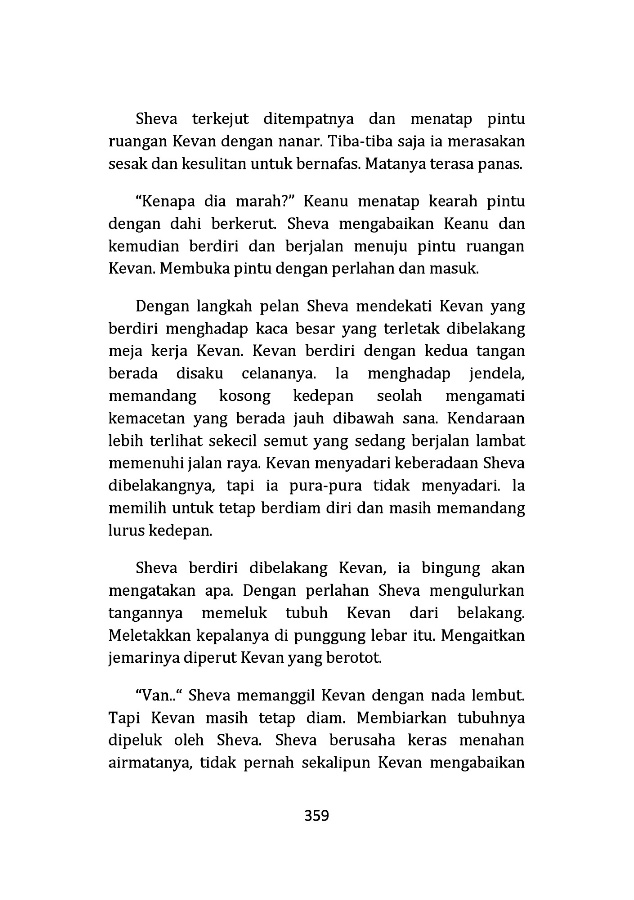 Sheva terkejut ditempatnya dan menatap pintu
ruangan Kevan dengan nanar. Tiba-tiba saja ia merasakan
sesak dan kesulitan untuk bernafas. Matanya terasa panas.
“Kenapa dia marah?” Keanu menatap kearah pintu
dengan dahi berkerut. Sheva mengabaikan Keanu dan
kemudian berdiri dan berjalan menuju pintu ruangan
Kevan. Membuka pintu dengan perlahan dan masuk.
Dengan langkah pelan Sheva mendekati Kevan yang
berdiri menghadap kaca besar yang terletak dibelakang
meja kerja Kevan. Kevan berdiri dengan kedua tangan
berada disaku celananya. Ia menghadap jendela,
memandang kosong kedepan seolah mengamati
kemacetan yang berada jauh dibawah sana. Kendaraan
lebih terlihat sekecil semut yang sedang berjalan lambat
memenuhi jalan raya. Kevan menyadari keberadaan Sheva
dibelakangnya, tapi ia pura-pura tidak menyadari. Ia
memilih untuk tetap berdiam diri dan masih memandang
lurus kedepan.
Sheva berdiri dibelakang Kevan, ia bingung akan
mengatakan apa. Dengan perlahan Sheva mengulurkan
tangannya memeluk tubuh Kevan dari belakang.
Meletakkan kepalanya di punggung lebar itu. Mengaitkan
jemarinya diperut Kevan yang berotot.
“Van..“ Sheva memanggil Kevan dengan nada lembut.
Tapi Kevan masih tetap diam. Membiarkan tubuhnya
dipeluk oleh Sheva. Sheva berusaha keras menahan
airmatanya, tidak pernah sekalipun Kevan mengabaikan
359